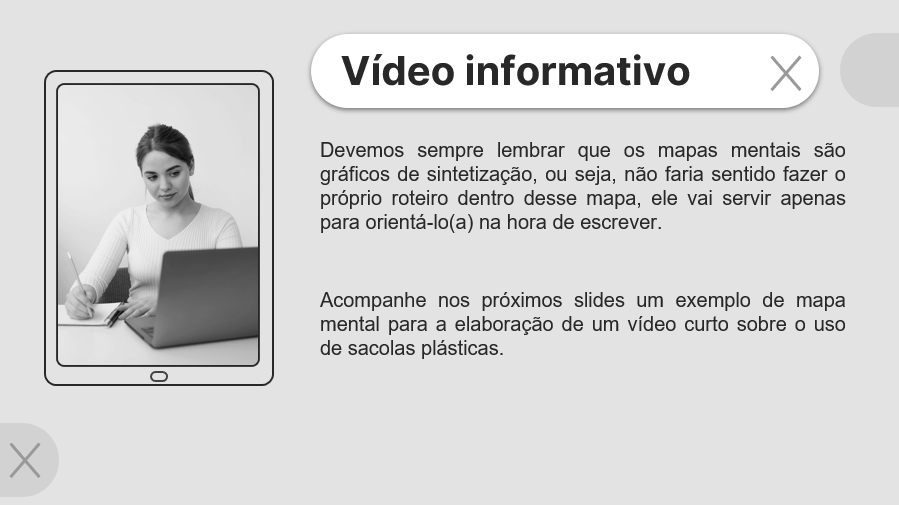 Vídeo informativo
Devemos sempre lembrar que os mapas mentais são
gráficos de sintetização, ou seja, não faria sentido fazer o
próprio roteiro dentro desse mapa, ele vai servir apenas
para orientá-lo(a) na hora de escrever.
Acompanhe nos próximos slides um exemplo de mapa
mental para a elaboração de um vídeo curto sobre o uso
de sacolas plásticas.